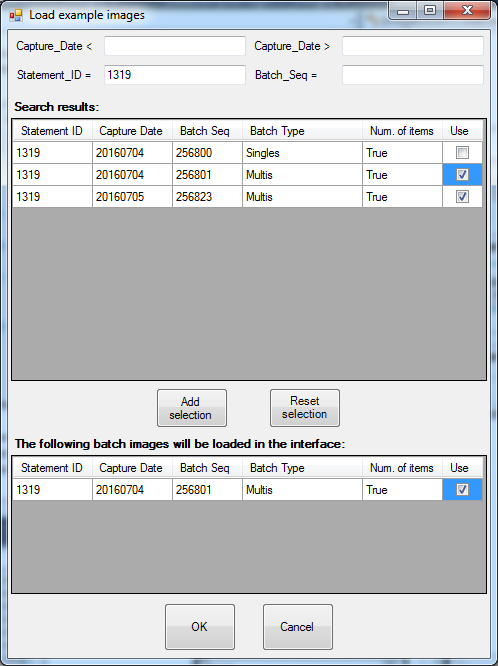 Load example images
Capture_Date < Capture_Date >
Statement_ID = 1319 Batch_Seq =
Search results:
Statement ID Capture Date Batch Seq Batch Type Num. of items Use
1319 20160704 256800 Singles True
1319 20160704 256801 Multis True
1319 20160705 256823 Multis True
Add selection Reset selection
The following batch images will be loaded in the interface:
Statement ID Capture Date Batch Seq Batch Type Num. of items Use
1319 20160704 256801 Multis True
OK Cancel